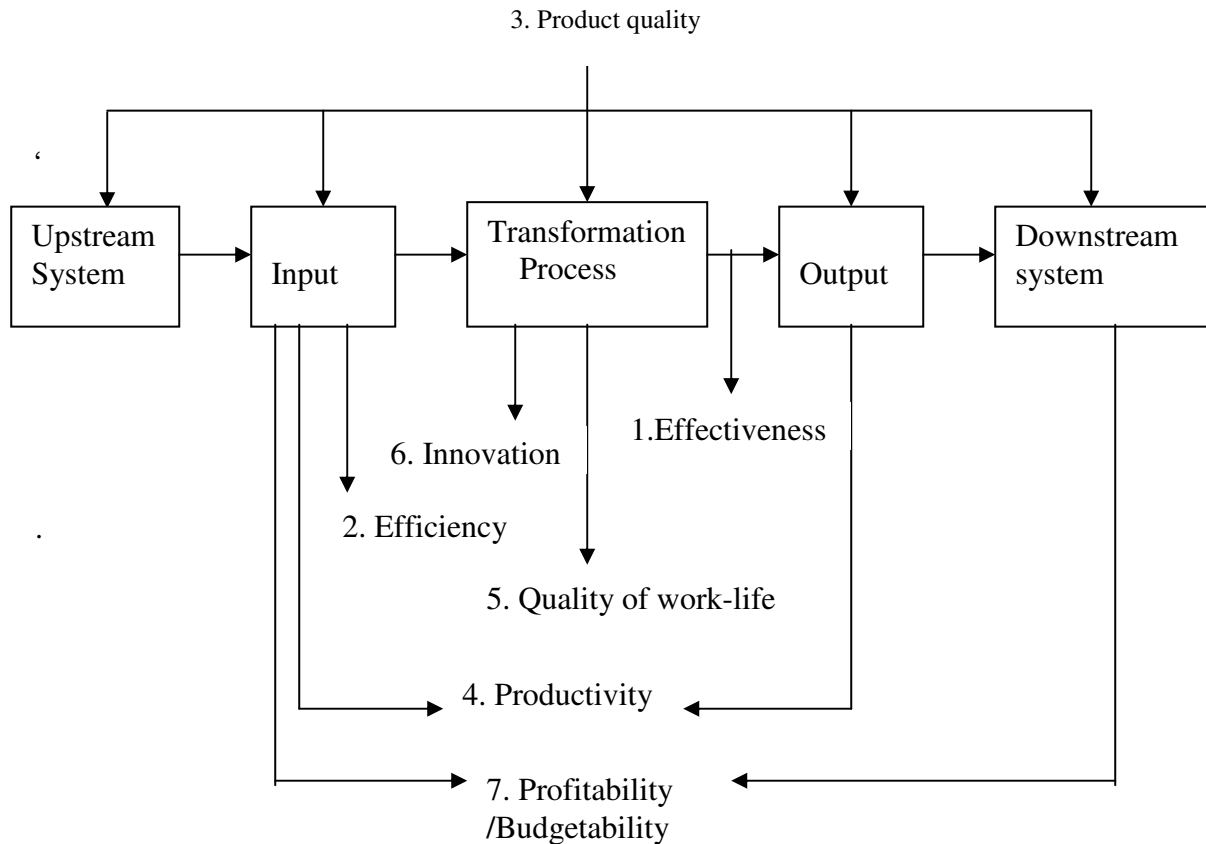 3. Product quality
‘
Upstream
System
Input
Transformation
Process
Output
Downstream
system
1.Effectiveness
6. Innovation
2. Efficiency
.
5. Quality of work-life
4. Productivity
7. Profitability
/Budgetability